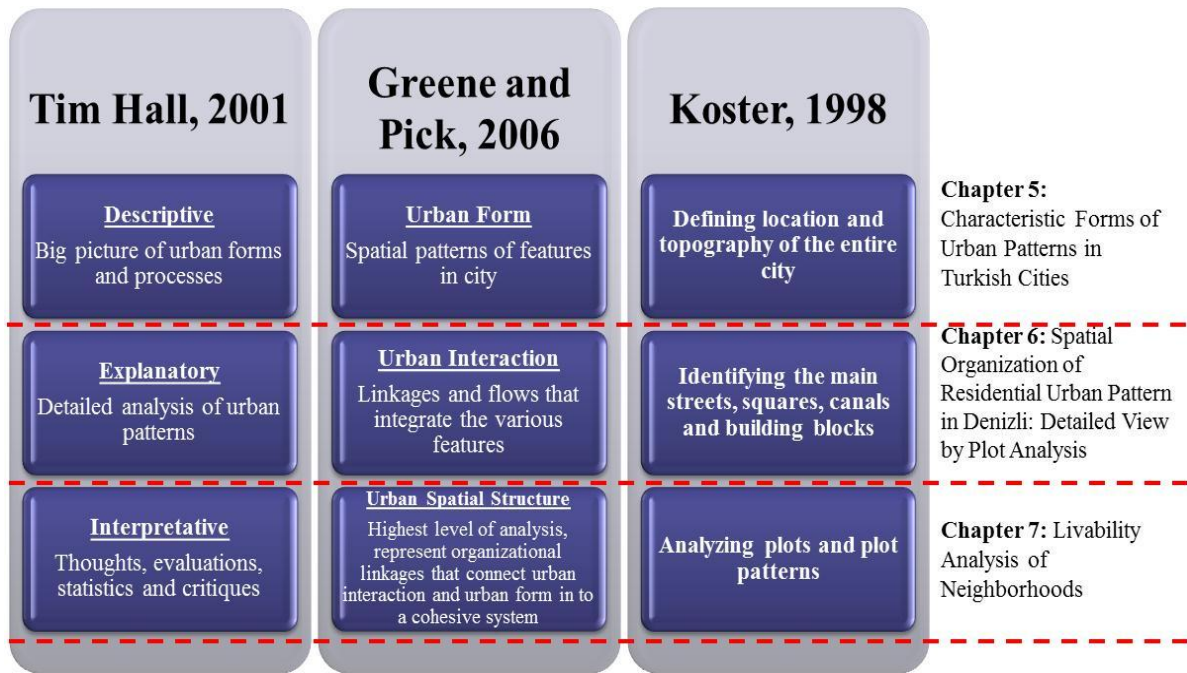 Tim Hall, 2001
Descriptive
Big picture of urban forms
and processes
Explanatory
Detailed analysis of urban
patterns
Interpretative
Thoughts, evaluations,
statistics and critiques
Greene and
Pick, 2006
Urban Form
Spatial patterns of features
in city
Urban Interaction
Linkages and flows that
integrate the various
features
Urban Spatial Structure
Highest level of analysis,
represent organizational
linkages that connect urban
interaction and urban form in to
a cohesive system
Koster, 1998
Defining location and
topography of the entire
city
Identifying the main
streets, squares, canals
and building blocks
Analyzing plots and plot
patterns
Chapter 5:
Characteristic Forms of
Urban Patterns in
Turkish Cities
Chapter 6: Spatial
Organization of
Residential Urban Pattern
in Denizli: Detailed View
by Plot Analysis
Chapter 7: Livability
Analysis of
Neighborhoods